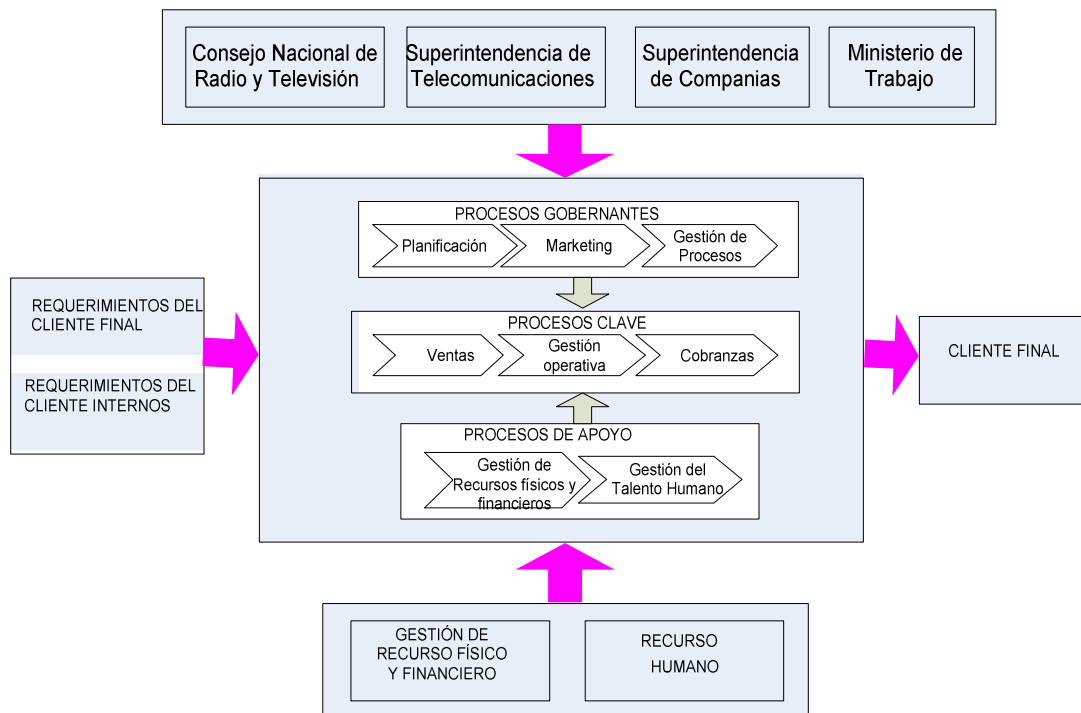 Consejo Nacional de
Radio y Televisión
Superintendencia de
Telecomunicaciones
Superintendencia
de Companias
Ministerio de
Trabajo
PROCESOS GOBERNANTES
Planificación
Marketing
Gestión de
Procesos
REQUERIMIENTOS DEL
CLIENTE FINAL
REQUERIMIENTOS DEL
CLIENTE INTERNOS
PROCESOS CLAVE
Ventas
Gestión
operativa
Cobranzas
CLIENTE FINAL
PROCESOS DE APOYO
Gestión de
Recursos físicos y
financieros
Gestión del
Talento Humano
GESTIÓN DE
RECURSO FÍSICO
Y FINANCIERO
RECURSO
HUMANO